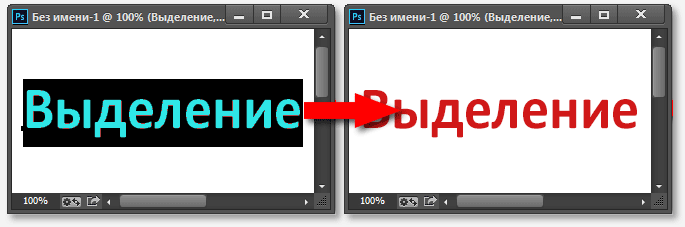 Ps Без имени-1 @ 100% (Выделение,...
Выделение
100%
Ps Без имени-1 @ 100% (Выделение,...
Выделение
100%